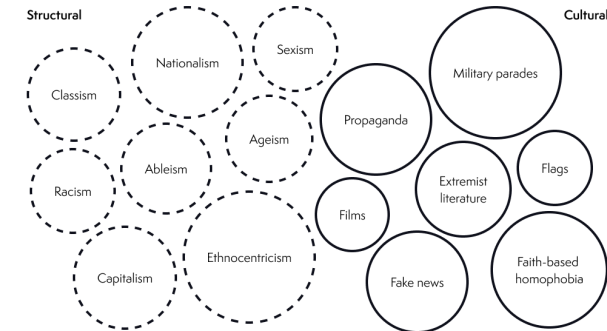 Structural
Cultural
Nationalism
Sexism
Classism
Military parades
Propaganda
Ageism
Ableism
Racism
Extremist
literature
Flags
Films
Ethnocentricism
Capitalism
Fake news
Faith-based
homophobia